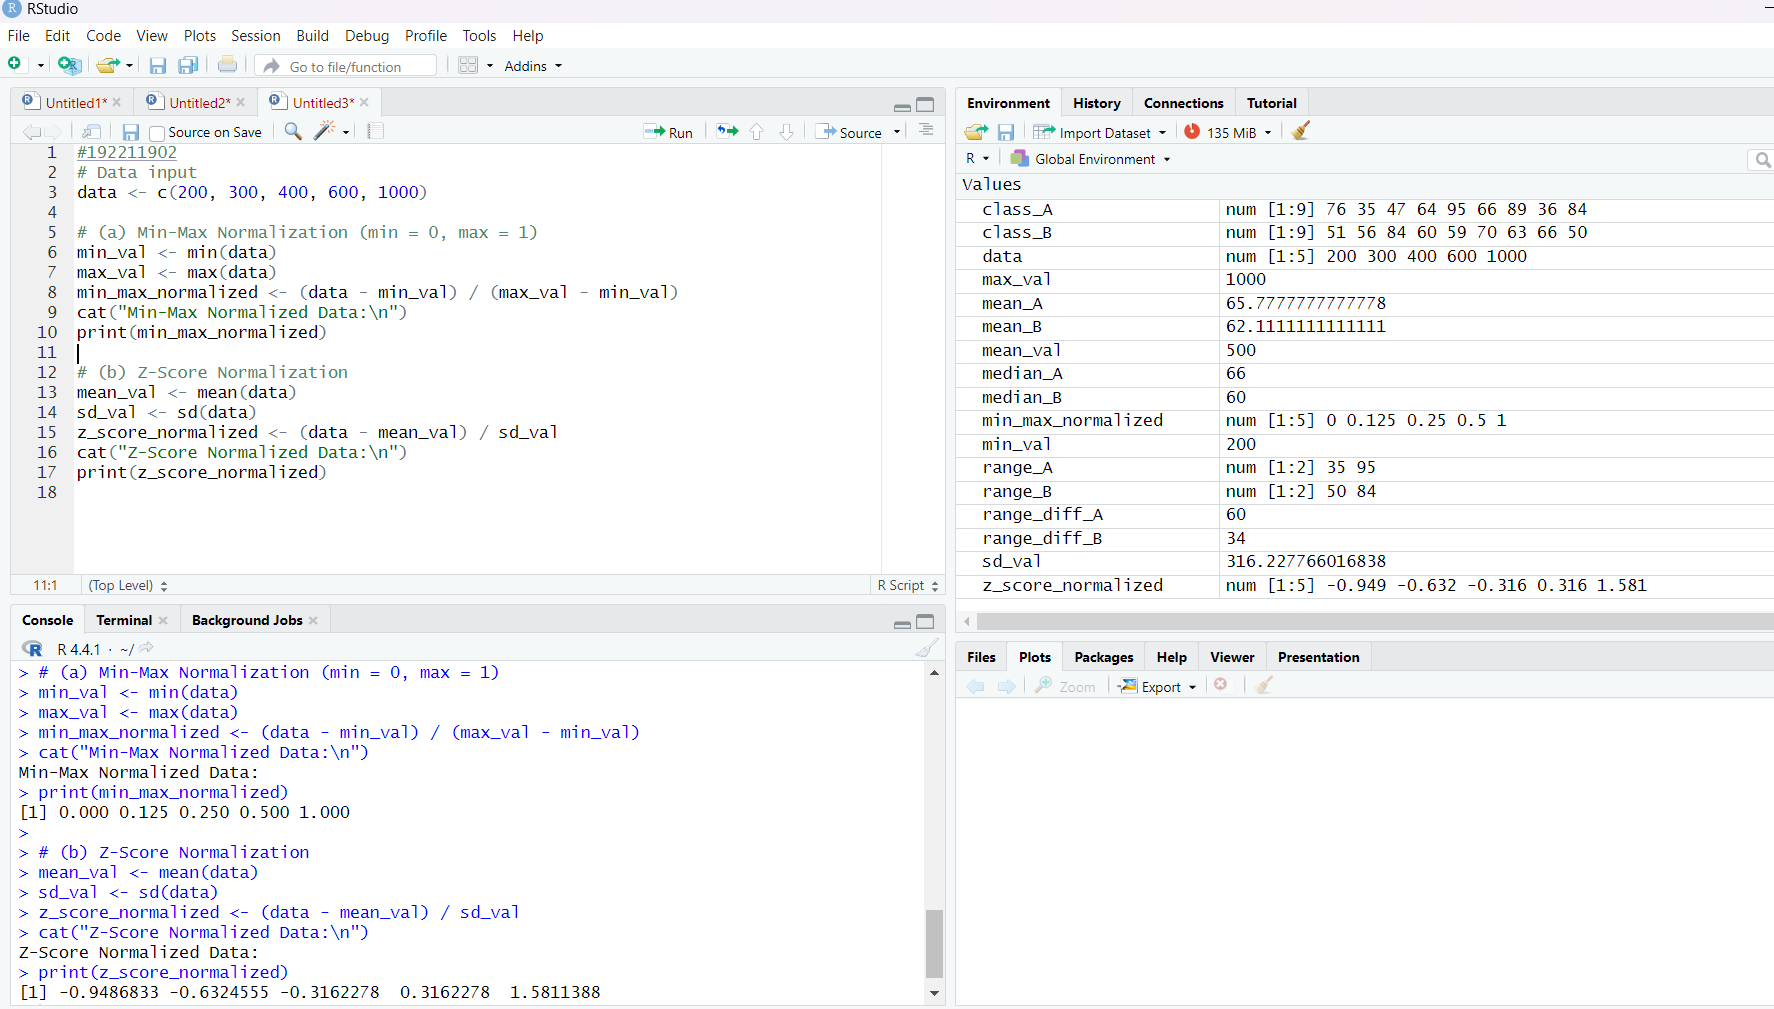 RStudio
File Edit Code View Plots Session Build Debug Profile Tools Help
Go to file/function Addins
Untitled1* Untitled2* Untitled3*
Source on Save Run Source
1 #192211902
2 # Data input
3 data <- c(200, 300, 400, 600, 1000)
4
5 # (a) Min-Max Normalization (min = 0, max = 1)
6 min_val <- min(data)
7 max_val <- max(data)
8 min_max_normalized <- (data - min_val) / (max_val - min_val)
9 cat("Min-Max Normalized Data:\n")
10 print(min_max_normalized)
11
12 # (b) Z-Score Normalization
13 mean_val <- mean(data)
14 sd_val <- sd(data)
15 z_score_normalized <- (data - mean_val) / sd_val
16 cat("Z-Score Normalized Data:\n")
17 print(z_score_normalized)
18
11:1 (Top Level) R Script
Console Terminal Background Jobs
R 4.4.1 · ~/
> # (a) Min-Max Normalization (min = 0, max = 1)
> min_val <- min(data)
> max_val <- max(data)
> min_max_normalized <- (data - min_val) / (max_val - min_val)
> cat("Min-Max Normalized Data:\n")
Min-Max Normalized Data:
> print(min_max_normalized)
[1] 0.000 0.125 0.250 0.500 1.000
>
> # (b) Z-Score Normalization
> mean_val <- mean(data)
> sd_val <- sd(data)
> z_score_normalized <- (data - mean_val) / sd_val
> cat("Z-Score Normalized Data:\n")
Z-Score Normalized Data:
> print(z_score_normalized)
[1] -0.9486833 -0.6324555 -0.3162278 0.3162278 1.5811388
Environment History Connections Tutorial
Import Dataset 135 MiB
R Global Environment
Values
class_A num [1:9] 76 35 47 64 95 66 89 36 84
class_B num [1:9] 51 56 84 60 59 70 63 66 50
data num [1:5] 200 300 400 600 1000
max_val 1000
mean_A 65.7777777777778
mean_B 62.1111111111111
mean_val 500
median_A 66
median_B 60
min_max_normalized num [1:5] 0 0.125 0.25 0.5 1
min_val 200
range_A num [1:2] 35 95
range_B num [1:2] 50 84
range_diff_A 60
range_diff_B 34
sd_val 316.227766016838
z_score_normalized num [1:5] -0.949 -0.632 -0.316 0.316 1.581
Files Plots Packages Help Viewer Presentation
Zoom Export